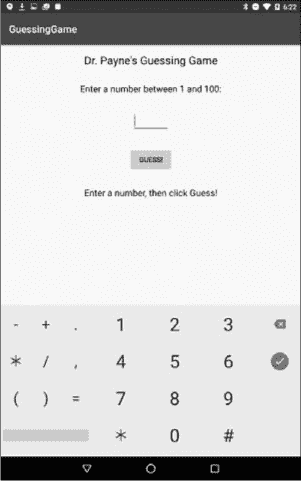 6:22
GuessingGame
Dr. Payne's Guessing Game
Enter a number between 1 and 100:
GUESS!
Enter a number, then click Guess!
- + . 1 2 3
* / , 4 5 6
( ) = 7 8 9
* 0 #